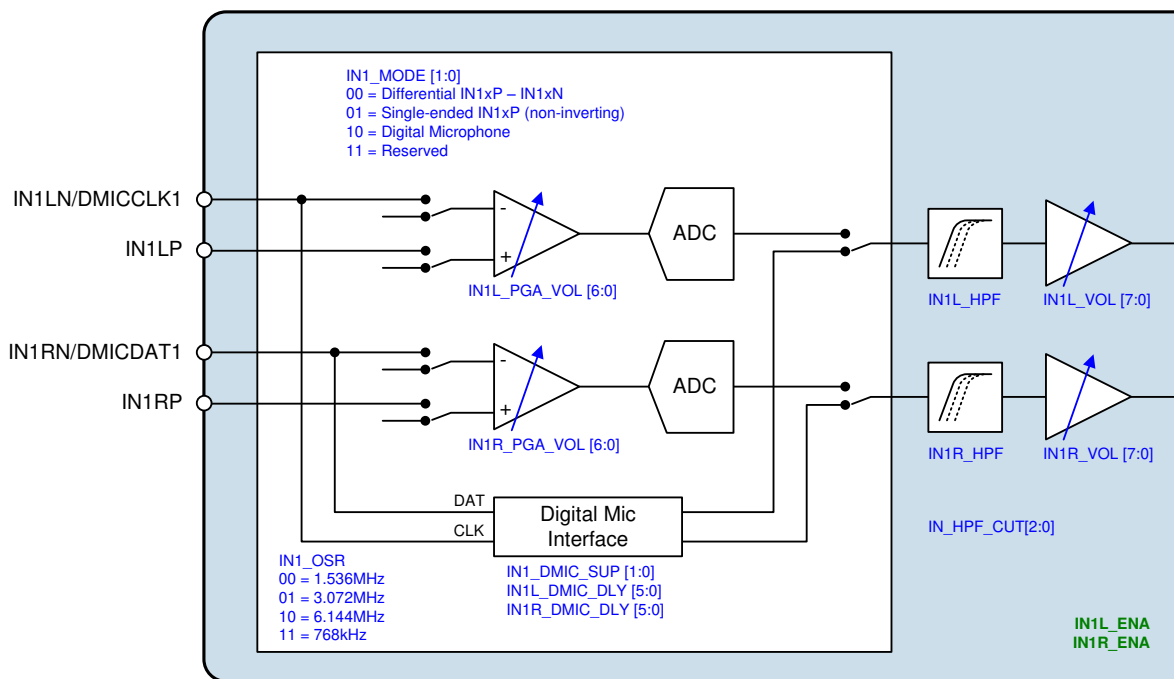 IN1_MODE [1:0]
00 = Differential IN1xP – IN1xN
01 = Single-ended IN1xP (non-inverting)
10 = Digital Microphone
11 = Reserved
IN1LN/DMICCLK1
IN1LP
-
+
ADC
IN1L_PGA_VOL [6:0]
IN1L_HPF
IN1L_VOL [7:0]
IN1RN/DMICDAT1
IN1RP
-
+
ADC
IN1R_PGA_VOL [6:0]
IN1R_HPF
IN1R_VOL [7:0]
DAT
CLK
Digital Mic
Interface
IN_HPF_CUT[2:0]
IN1_OSR
00 = 1.536MHz
01 = 3.072MHz
10 = 6.144MHz
11 = 768kHz
IN1_DMIC_SUP [1:0]
IN1L_DMIC_DLY [5:0]
IN1R_DMIC_DLY [5:0]
IN1L_ENA
IN1R_ENA